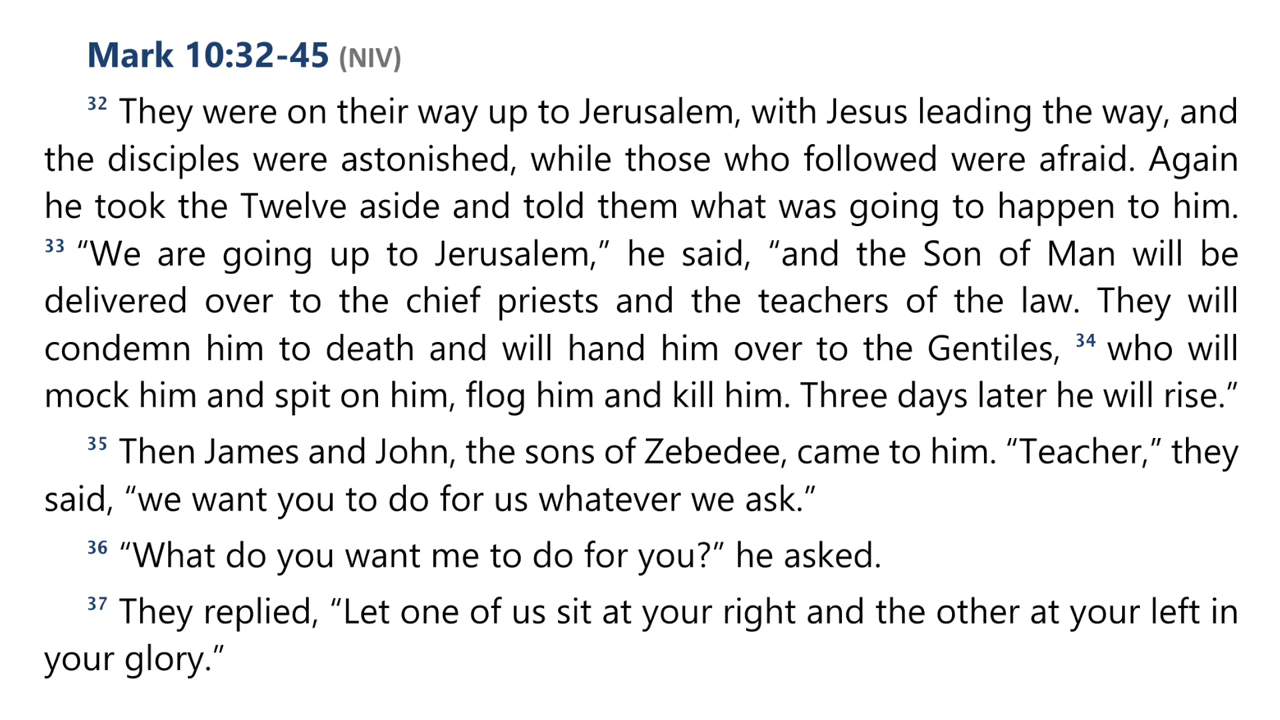 Mark 10:32-45 (NIV)
32 They were on their way up to Jerusalem, with Jesus leading the way, and
the disciples were astonished, while those who followed were afraid. Again
he took the Twelve aside and told them what was going to happen to him.
33 “We are going up to Jerusalem,” he said, “and the Son of Man will be
delivered over to the chief priests and the teachers of the law. They will
condemn him to death and will hand him over to the Gentiles, 34 who will
mock him and spit on him, flog him and kill him. Three days later he will rise.”
35 Then James and John, the sons of Zebedee, came to him. “Teacher,” they
said, “we want you to do for us whatever we ask.”
36 “What do you want me to do for you?” he asked.
37 They replied, “Let one of us sit at your right and the other at your left in
your glory.”